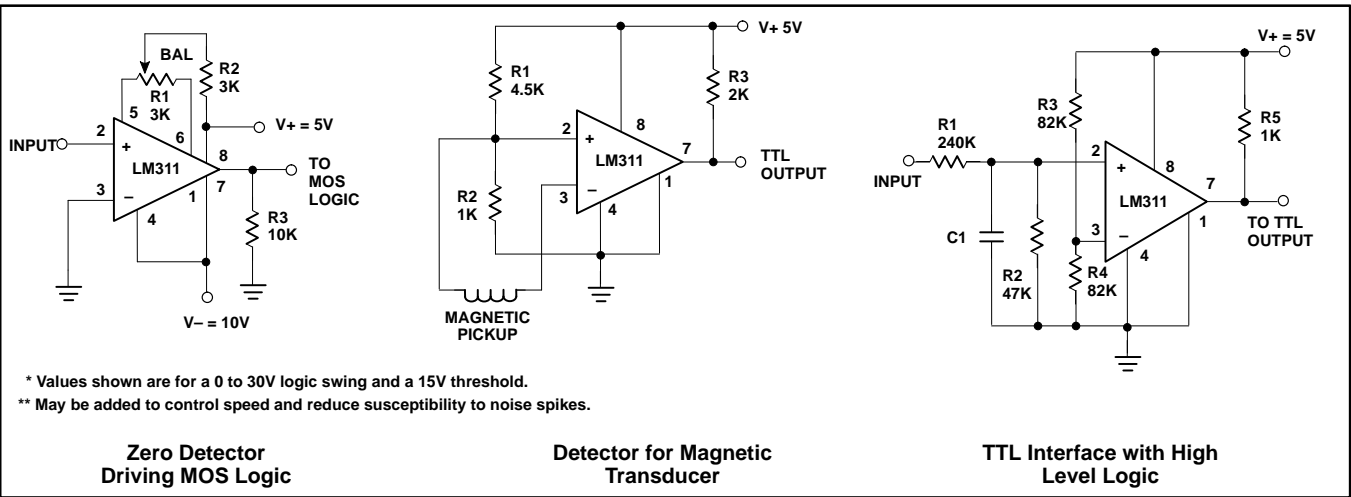 BAL
R2
3K
R1
3K
5
6
V+ = 5V
2
INPUT
+
LM311
8
7
TO
MOS
LOGIC
3
–
1
4
R3
10K
V– = 10V
V+ 5V
R1
4.5K
R3
2K
8
2
+
LM311
7
TTL
OUTPUT
R2
1K
3
–
1
4
MAGNETIC
PICKUP
V+ = 5V
R3
82K
R5
1K
R1
240K
INPUT
2
+
8
LM311
7
1
TO TTL
OUTPUT
3
–
4
C1
R2
47K
R4
82K
* Values shown are for a 0 to 30V logic swing and a 15V threshold.
** May be added to control speed and reduce susceptibility to noise spikes.
Zero Detector
Driving MOS Logic
Detector for Magnetic
Transducer
TTL Interface with High
Level Logic